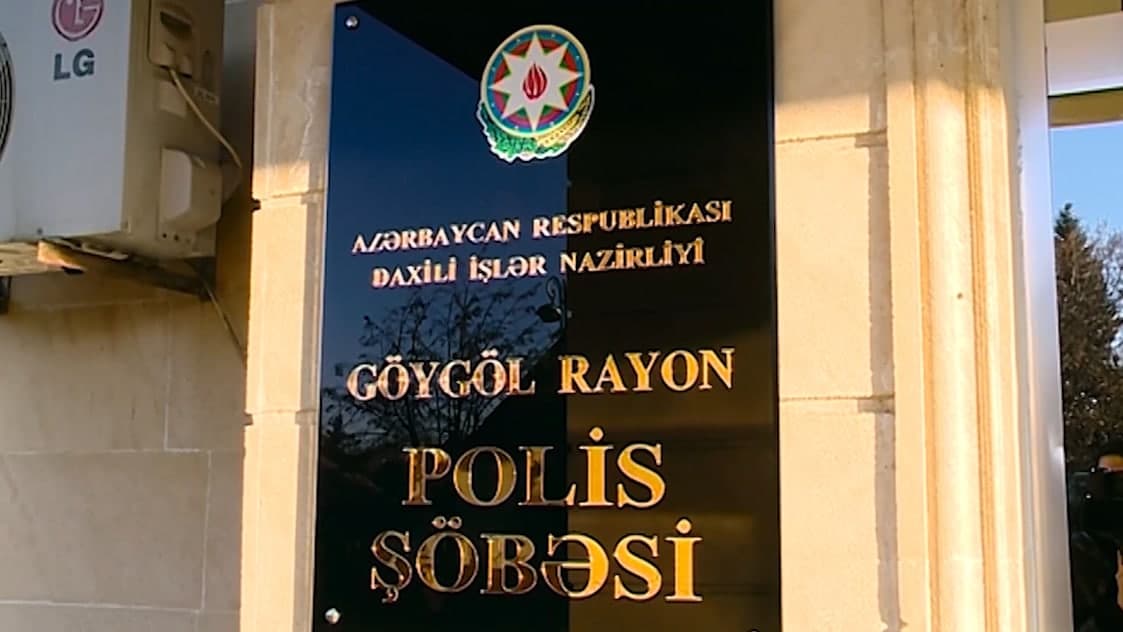 LG
AZƏRBAYCAN RESPUBLİKASI
DAXİLİ İŞLƏR NAZİRLİYİ
GÖYGÖL RAYON
POLİS
ŞÖBƏSİ